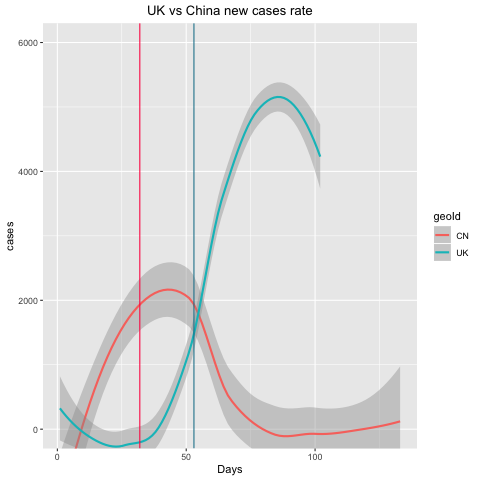 UK vs China new cases rate
6000
4000
2000
0
cases
0 50 100
Days
geoId
CN
UK